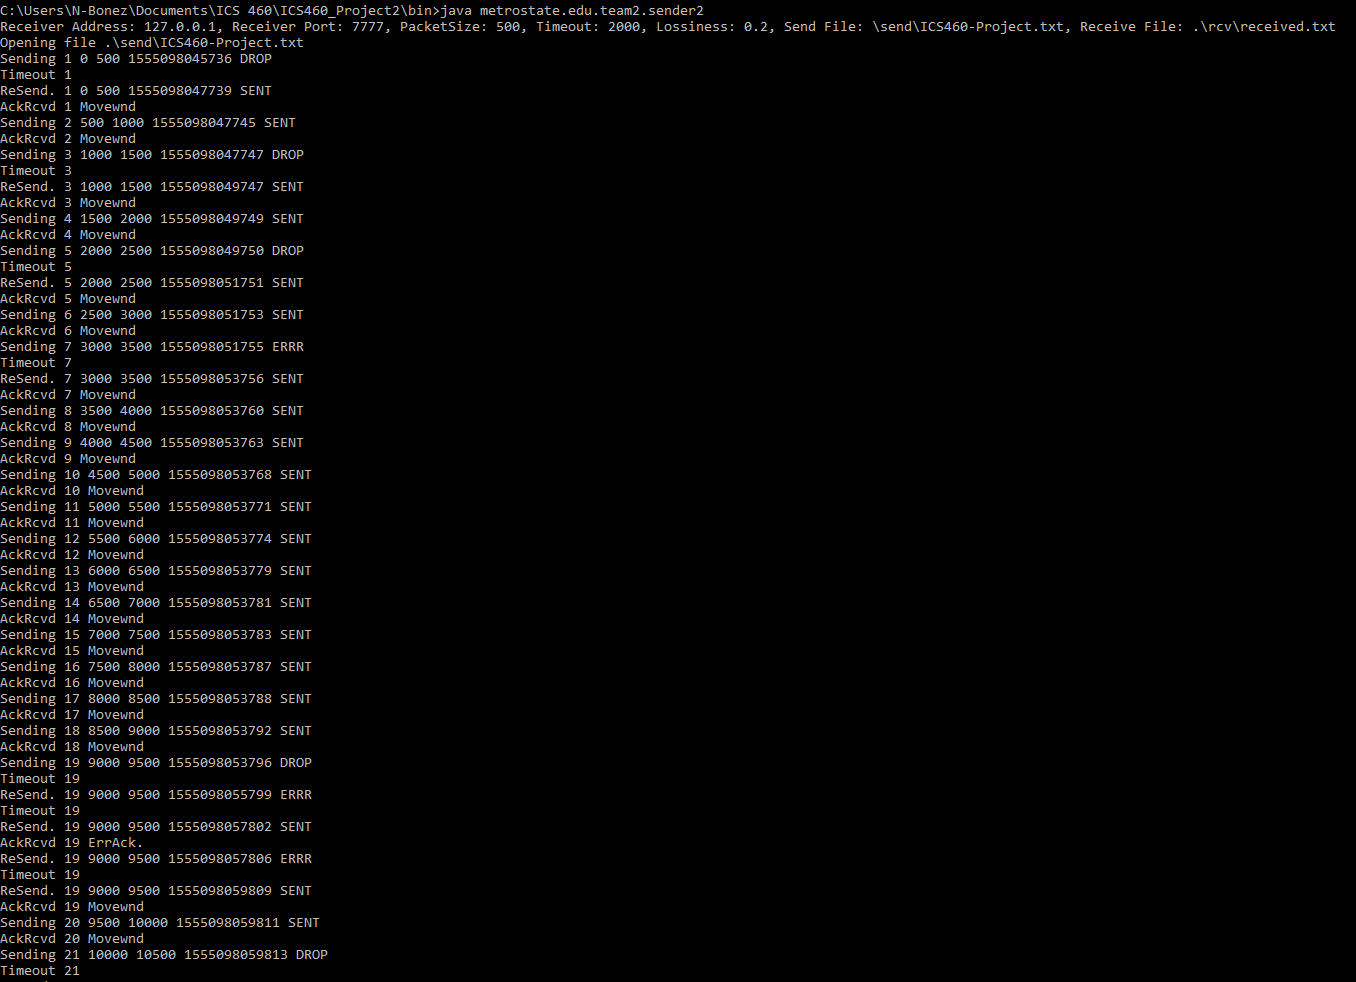 C:\Users\N-Bonez\Documents\ICS 460\ICS460_Project2\bin>java metrostate.edu.team2.sender2
Receiver Address: 127.0.0.1, Receiver Port: 7777, PacketSize: 500, Timeout: 2000, Lossiness: 0.2, Send File: \send\ICS460-Project.txt, Receive File: .\rcv\received.txt
Opening file .\send\ICS460-Project.txt
Sending 1 0 500 1555098045736 DROP
Timeout 1
ReSend. 1 0 500 1555098047739 SENT
AckRcvd 1 Movewnd
Sending 2 500 1000 1555098047745 SENT
AckRcvd 2 Movewnd
Sending 3 1000 1500 1555098047747 DROP
Timeout 3
ReSend. 3 1000 1500 1555098049747 SENT
AckRcvd 3 Movewnd
Sending 4 1500 2000 1555098049749 SENT
AckRcvd 4 Movewnd
Sending 5 2000 2500 1555098049750 DROP
Timeout 5
ReSend. 5 2000 2500 1555098051751 SENT
AckRcvd 5 Movewnd
Sending 6 2500 3000 1555098051753 SENT
AckRcvd 6 Movewnd
Sending 7 3000 3500 1555098051755 ERRR
Timeout 7
ReSend. 7 3000 3500 1555098053756 SENT
AckRcvd 7 Movewnd
Sending 8 3500 4000 1555098053760 SENT
AckRcvd 8 Movewnd
Sending 9 4000 4500 1555098053763 SENT
AckRcvd 9 Movewnd
Sending 10 4500 5000 1555098053768 SENT
AckRcvd 10 Movewnd
Sending 11 5000 5500 1555098053771 SENT
AckRcvd 11 Movewnd
Sending 12 5500 6000 1555098053774 SENT
AckRcvd 12 Movewnd
Sending 13 6000 6500 1555098053779 SENT
AckRcvd 13 Movewnd
Sending 14 6500 7000 1555098053781 SENT
AckRcvd 14 Movewnd
Sending 15 7000 7500 1555098053783 SENT
AckRcvd 15 Movewnd
Sending 16 7500 8000 1555098053787 SENT
AckRcvd 16 Movewnd
Sending 17 8000 8500 1555098053788 SENT
AckRcvd 17 Movewnd
Sending 18 8500 9000 1555098053792 SENT
AckRcvd 18 Movewnd
Sending 19 9000 9500 1555098053796 DROP
Timeout 19
ReSend. 19 9000 9500 1555098055799 ERRR
Timeout 19
ReSend. 19 9000 9500 1555098057802 SENT
AckRcvd 19 ErrAck.
ReSend. 19 9000 9500 1555098057806 ERRR
Timeout 19
ReSend. 19 9000 9500 1555098059809 SENT
AckRcvd 19 Movewnd
Sending 20 9500 10000 1555098059811 SENT
AckRcvd 20 Movewnd
Sending 21 10000 10500 1555098059813 DROP
Timeout 21